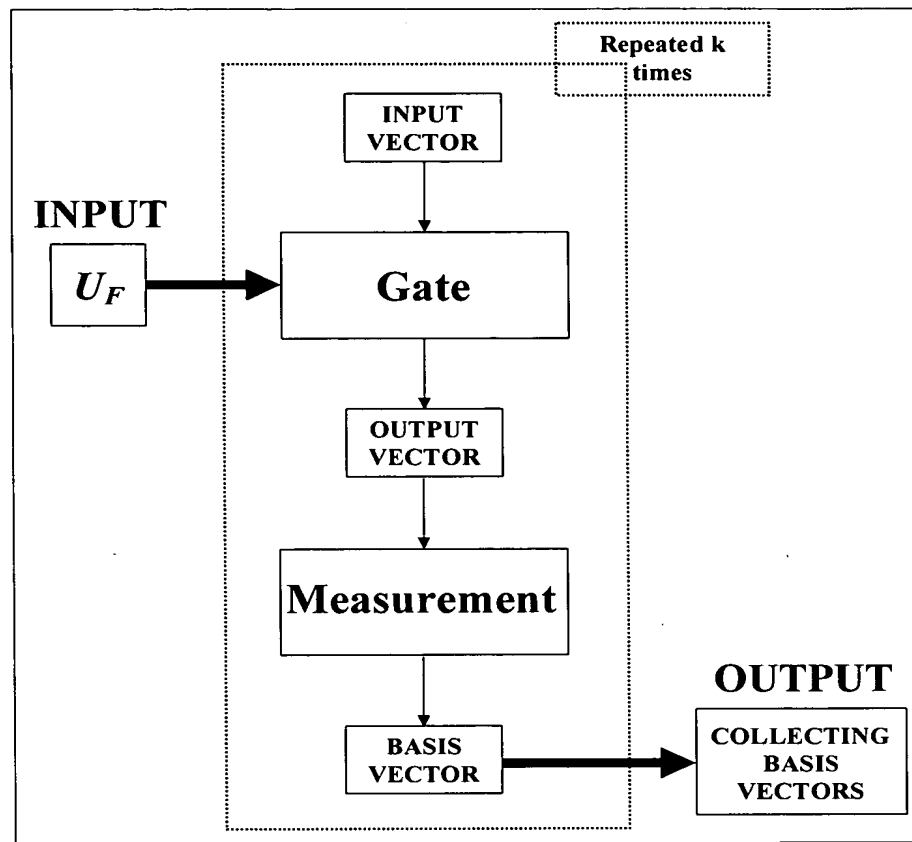 Repeated k
times
INPUT
VECTOR
INPUT
U_F
Gate
OUTPUT
VECTOR
Measurement
BASIS
VECTOR
OUTPUT
COLLECTING
BASIS
VECTORS